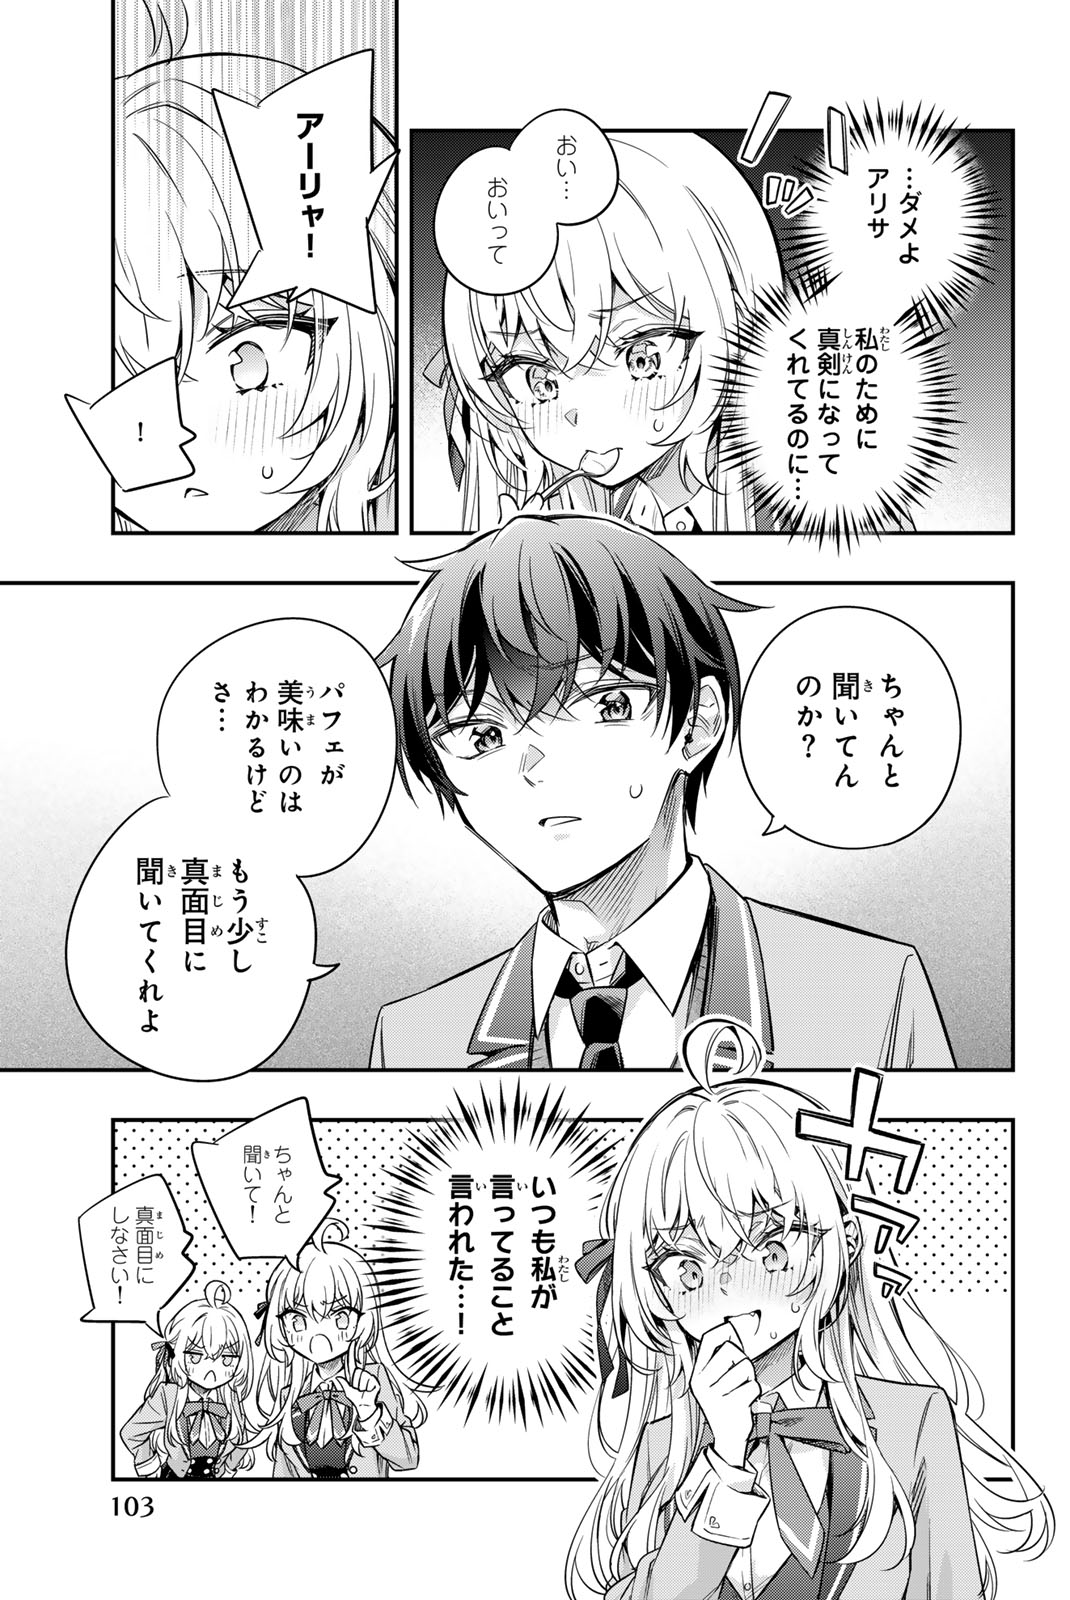 …ダメよ
アリサ
私のために
真剣になって
くれてるのに…
おい…
おいって
アーリャ！
！
ちゃんと
聞いてん
のか？
パフェが
美味いのは
わかるけど
さ…
もう少し
真面目に
聞いてくれよ
いつも私が
言ってること
言われた…！
ちゃんと
聞いて！
真面目に
しなさい！
カァァ
103